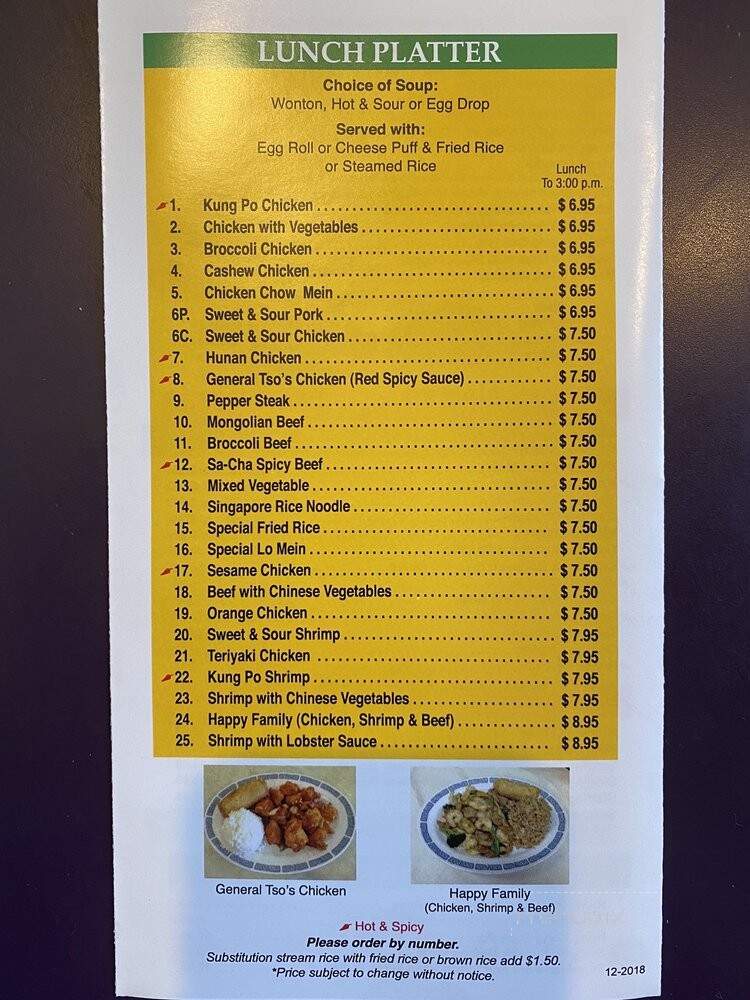 LUNCH PLATTER
Choice of Soup:
Wonton, Hot & Sour or Egg Drop
Served with:
Egg Roll or Cheese Puff & Fried Rice
or Steamed Rice
Lunch
To 3:00 p.m.
1. Kung Po Chicken ................................ $ 6.95
2. Chicken with Vegetables .......................... $ 6.95
3. Broccoli Chicken ................................ $ 6.95
4. Cashew Chicken ................................ $ 6.95
5. Chicken Chow Mein ............................. $ 6.95
6P. Sweet & Sour Pork .............................. $ 6.95
6C. Sweet & Sour Chicken ........................... $ 7.50
7. Hunan Chicken ................................. $ 7.50
8. General Tso's Chicken (Red Spicy Sauce) ............ $ 7.50
9. Pepper Steak ................................... $ 7.50
10. Mongolian Beef ................................. $ 7.50
11. Broccoli Beef ................................... $ 7.50
12. Sa-Cha Spicy Beef .............................. $ 7.50
13. Mixed Vegetable ................................ $ 7.50
14. Singapore Rice Noodle ........................... $ 7.50
15. Special Fried Rice ............................... $ 7.50
16. Special Lo Mein ................................. $ 7.50
17. Sesame Chicken ................................ $ 7.50
18. Beef with Chinese Vegetables ...................... $ 7.50
19. Orange Chicken ................................. $ 7.50
20. Sweet & Sour Shrimp ............................ $ 7.95
21. Teriyaki Chicken ................................ $ 7.95
22. Kung Po Shrimp ................................ $ 7.95
23. Shrimp with Chinese Vegetables ................... $ 7.95
24. Happy Family (Chicken, Shrimp & Beef) .............. $ 8.95
25. Shrimp with Lobster Sauce ........................ $ 8.95
General Tso's Chicken
Happy Family
(Chicken, Shrimp & Beef)
Hot & Spicy
Please order by number.
Substitution stream rice with fried rice or brown rice add $1.50.
*Price subject to change without notice.
12-2018